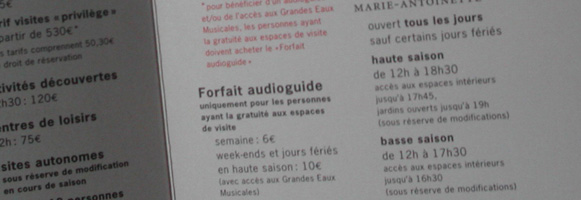 5€
rif visites «privilège»
partir de 530€*
s tarifs comprennent 50,30€
droit de réservation
tivités découvertes
2h30: 120€
entres de loisirs
2h: 75€
sites autonomes
sous réserve de modification
en cours de saison
personnes
*pour bénéficier d'un audioguide
et/ou de l'accès aux Grandes Eaux
Musicales, les personnes ayant
la gratuité aux espaces de visite
doivent acheter le «Forfait
audioguide»
Forfait audioguide
uniquement pour les personnes
ayant la gratuité aux espaces
de visite
semaine: 6€
week-ends et jours fériés
en haute saison: 10€
(avec accès aux Grandes Eaux
Musicales)
MARIE-ANTOINETTE
ouvert tous les jours
sauf certains jours fériés
haute saison
de 12h à 18h30
accès aux espaces intérieurs
jusqu'à 17h45,
jardins ouverts jusqu'à 19h
(sous réserve de modifications)
basse saison
de 12h à 17h30
accès aux espaces intérieurs
jusqu'à 16h30
(sous réserve de modifications)